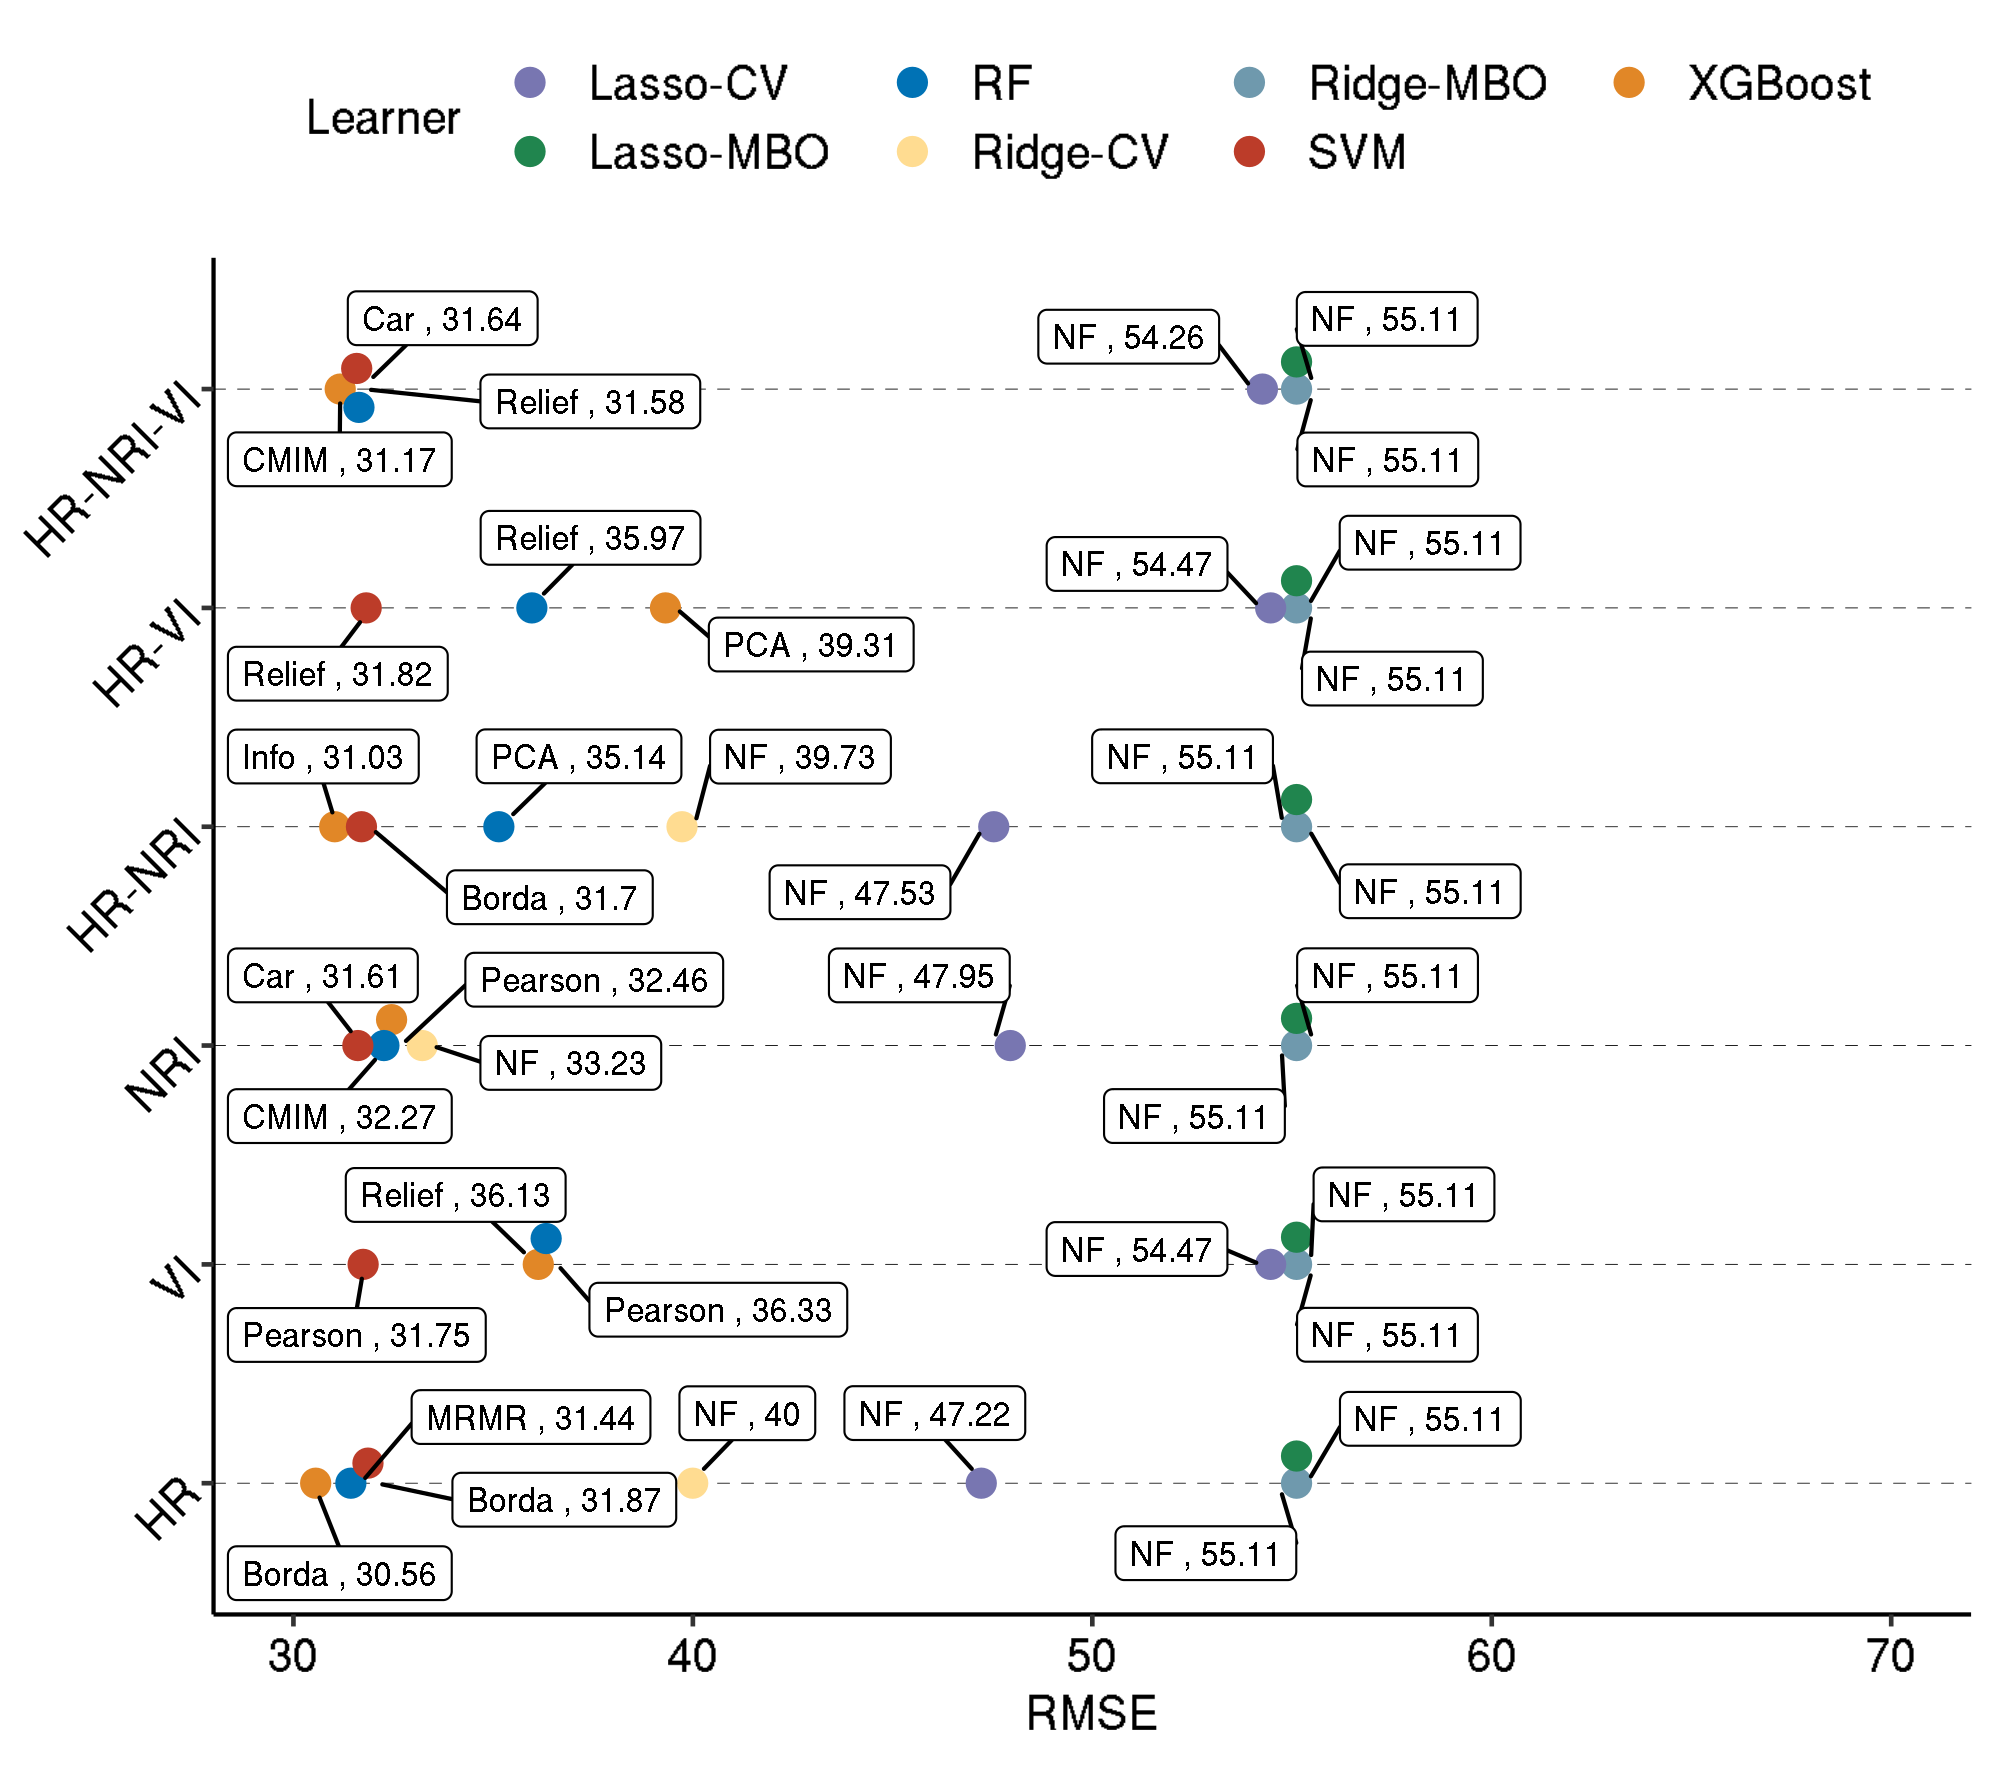 Learner
Lasso-CV
RF
Ridge-MBO
XGBoost
Lasso-MBO
Ridge-CV
SVM
HR-NRI-VI
Car , 31.64
NF , 55.11
NF , 54.26
Relief , 31.58
CMIM , 31.17
NF , 55.11
HR-VI
Relief , 35.97
NF , 55.11
NF , 54.47
PCA , 39.31
Relief , 31.82
NF , 55.11
HR-NRI
Info , 31.03
PCA , 35.14
NF , 39.73
NF , 55.11
Borda , 31.7
NF , 47.53
NF , 55.11
NRI
Car , 31.61
Pearson , 32.46
NF , 47.95
NF , 55.11
NF , 33.23
CMIM , 32.27
NF , 55.11
VI
Relief , 36.13
NF , 55.11
NF , 54.47
Pearson , 36.33
Pearson , 31.75
NF , 55.11
HR
MRMR , 31.44
NF , 40
NF , 47.22
NF , 55.11
Borda , 31.87
NF , 55.11
Borda , 30.56
30
40
50
60
70
RMSE